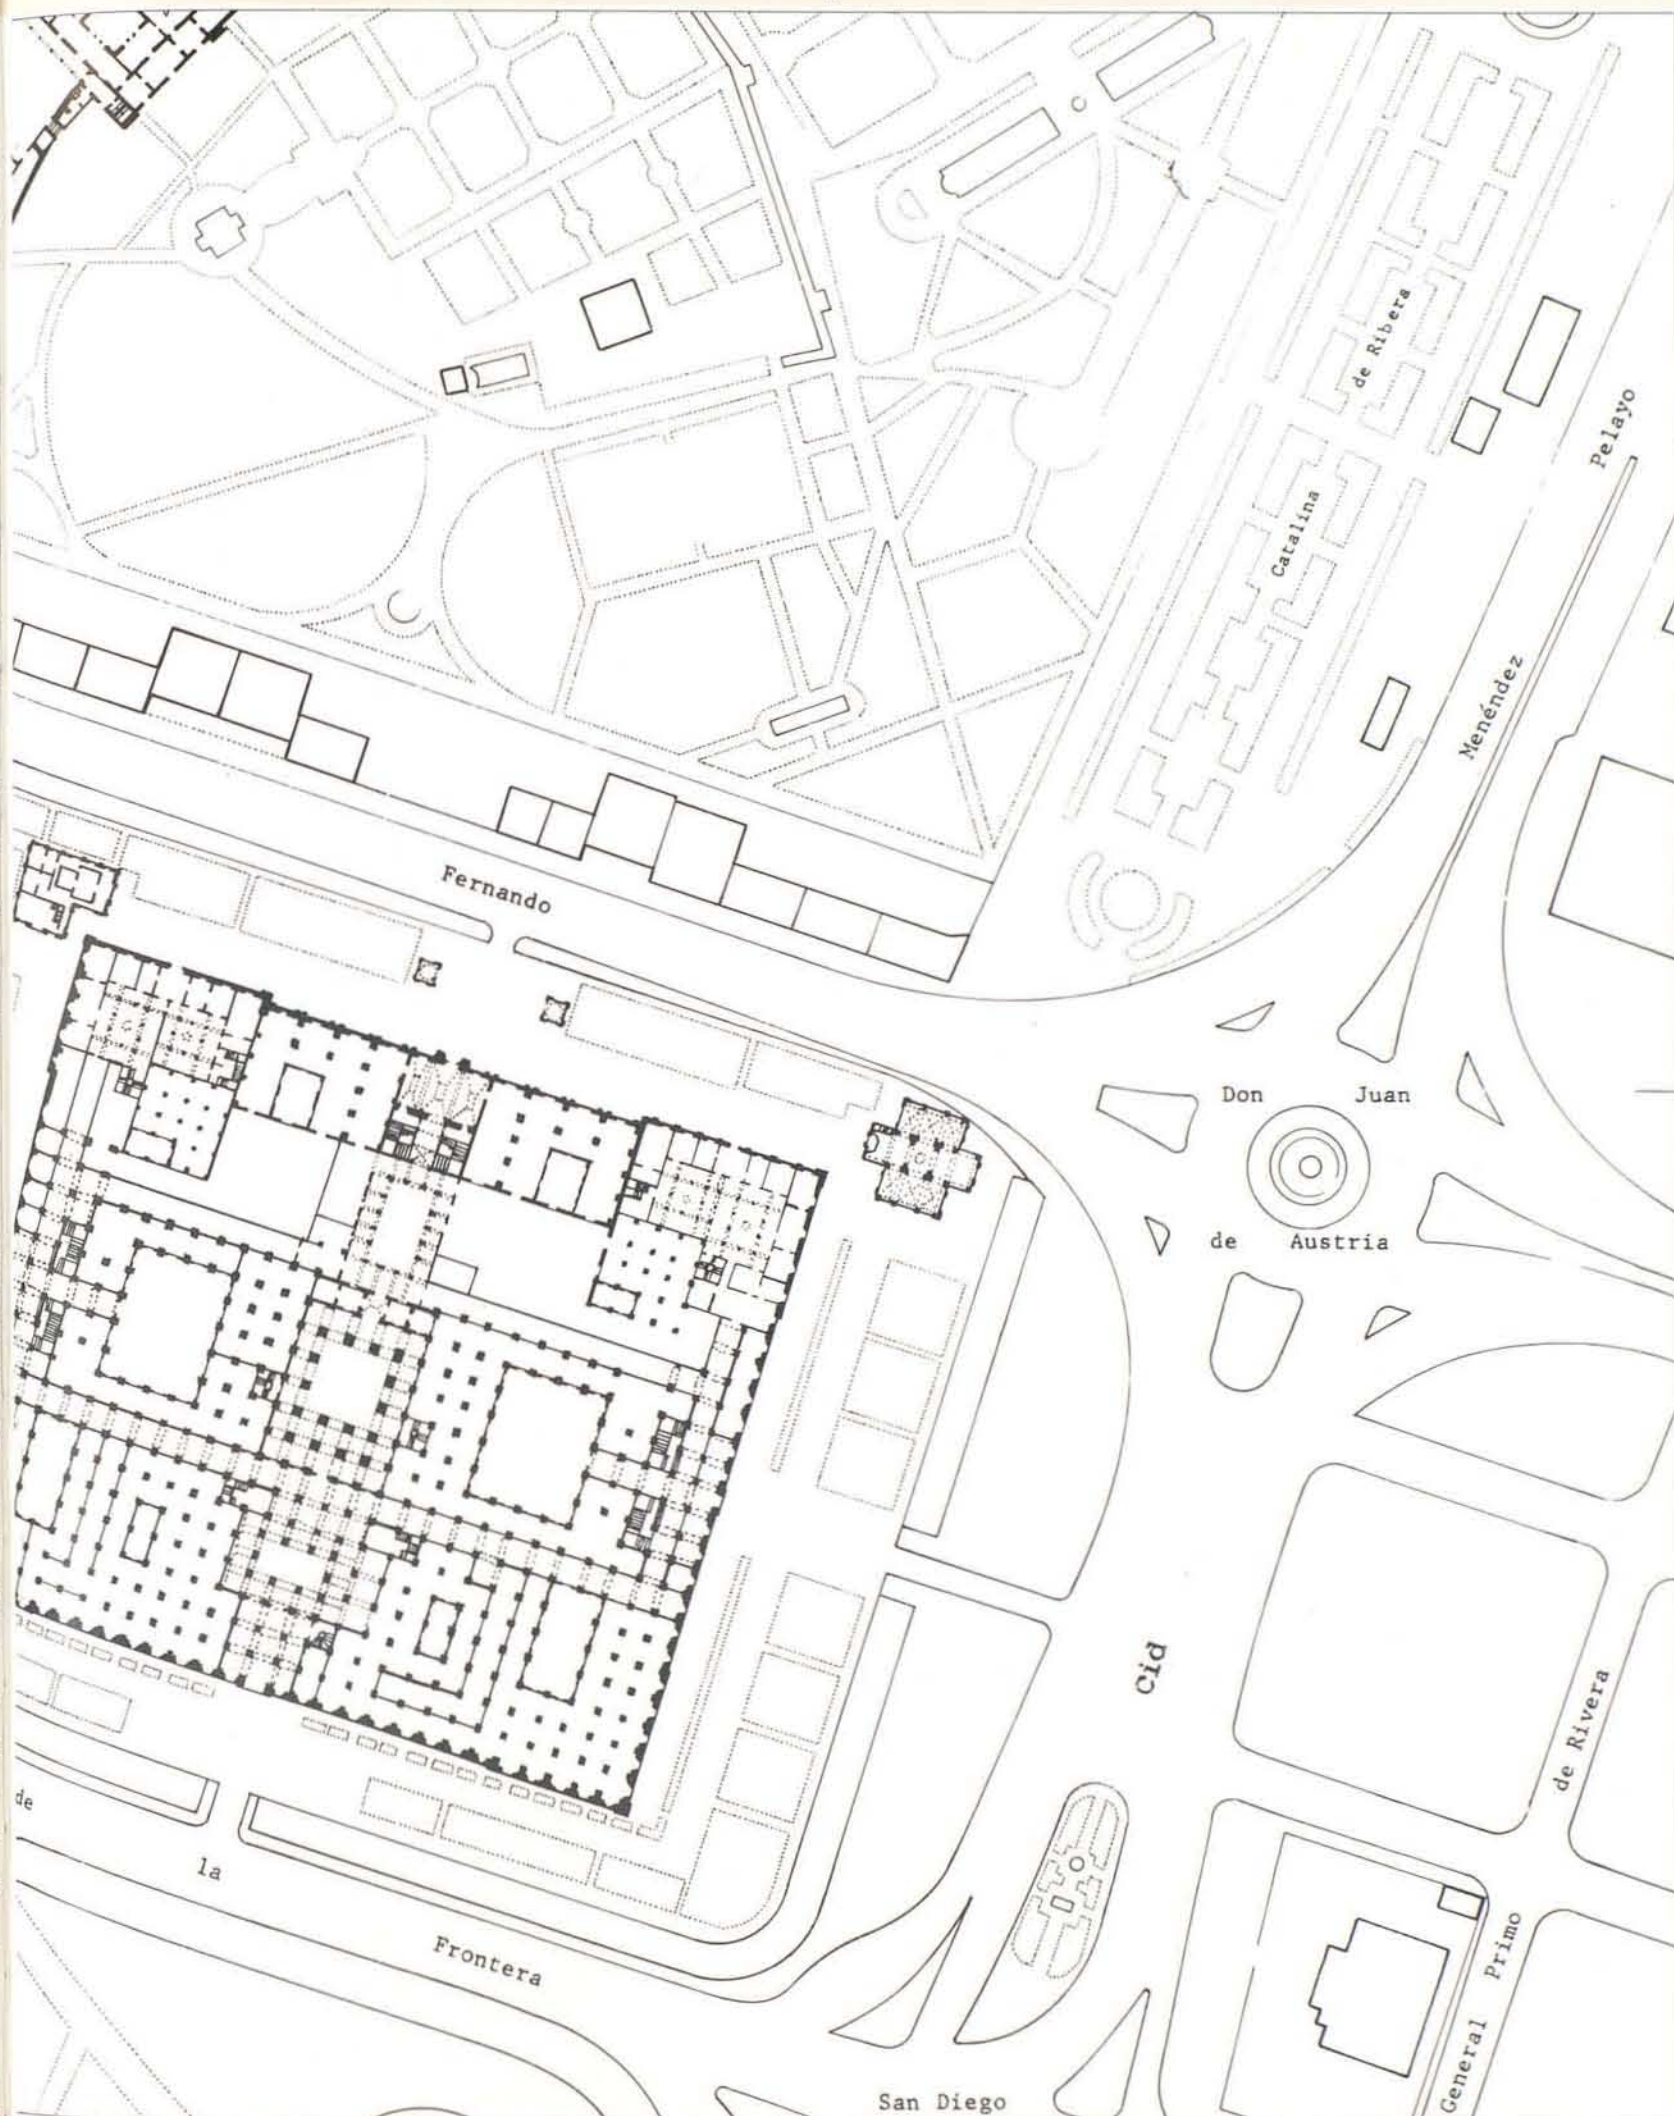 de Ribera
Catalina
Pelayo
Menéndez
Fernando
Don Juan
de Austria
Cid
de Rivera
Primo
General
de
la
Frontera
San Diego